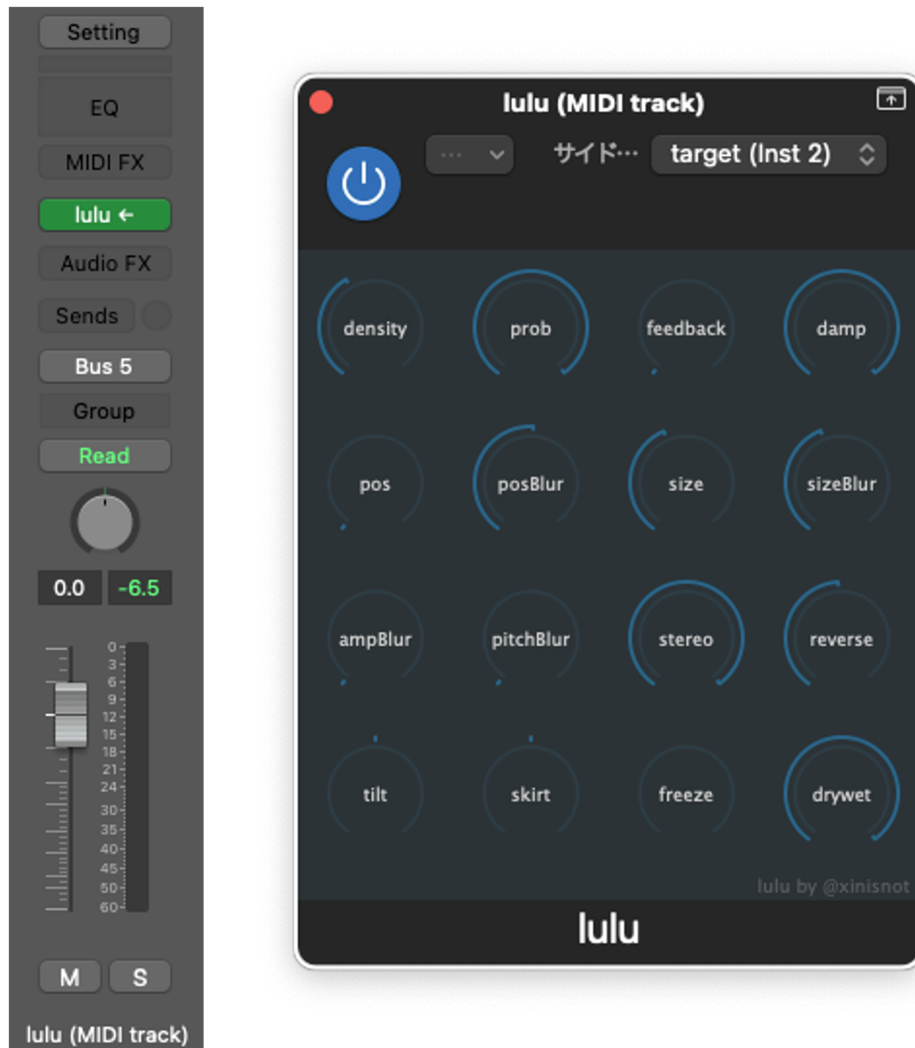 Setting
EQ
MIDI FX
lulu ←
Audio FX
Sends
Bus 5
Group
Read
0.0 -6.5
0
3
6
9
12
15
18
21
24
30
35
40
45
50
60
M S
lulu (MIDI track)
lulu (MIDI track)
... サイド… target (Inst 2)
density prob feedback damp
pos posBlur size sizeBlur
ampBlur pitchBlur stereo reverse
tilt skirt freeze drywet
lulu by @xinisnot
lulu